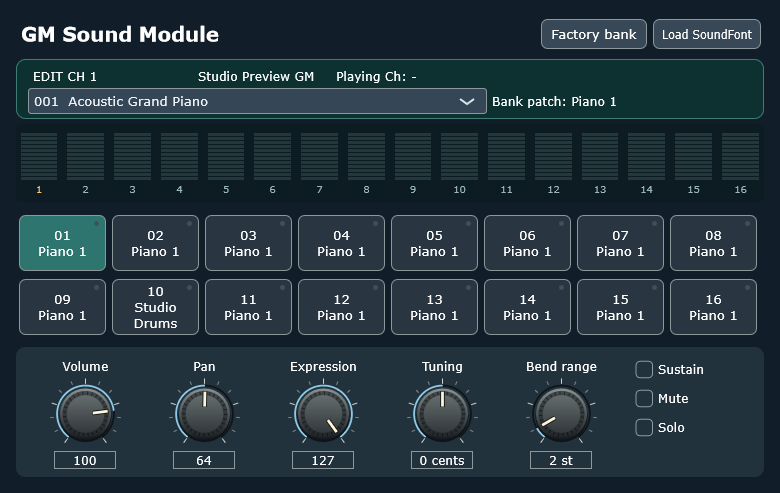 GM Sound Module
Factory bank
Load SoundFont
EDIT CH 1
Studio Preview GM
Playing Ch: -
001 Acoustic Grand Piano
Bank patch: Piano 1
1 2 3 4 5 6 7 8 9 10 11 12 13 14 15 16
01
Piano 1
02
Piano 1
03
Piano 1
04
Piano 1
05
Piano 1
06
Piano 1
07
Piano 1
08
Piano 1
09
Piano 1
10
Studio
Drums
11
Piano 1
12
Piano 1
13
Piano 1
14
Piano 1
15
Piano 1
16
Piano 1
Volume
100
Pan
64
Expression
127
Tuning
0 cents
Bend range
2 st
Sustain
Mute
Solo